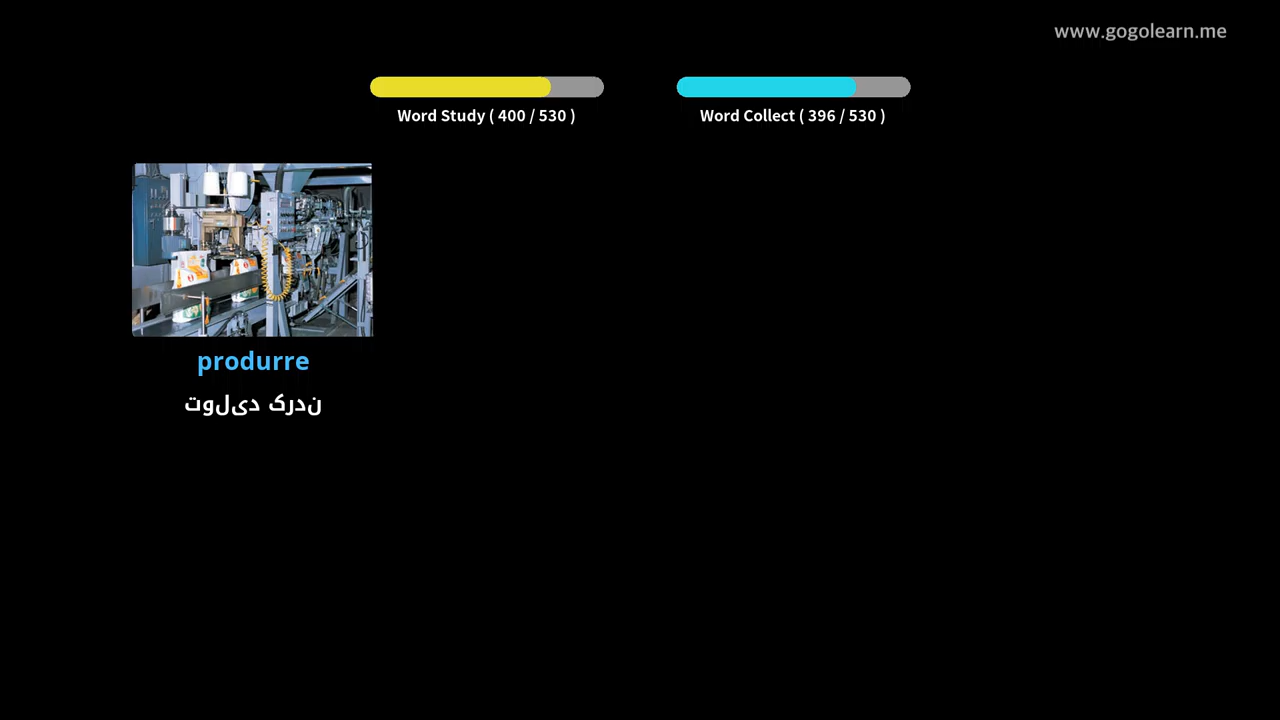 www.gogolearn.me
Word Study ( 400 / 530 )
Word Collect ( 396 / 530 )
produrre
تولید کردن